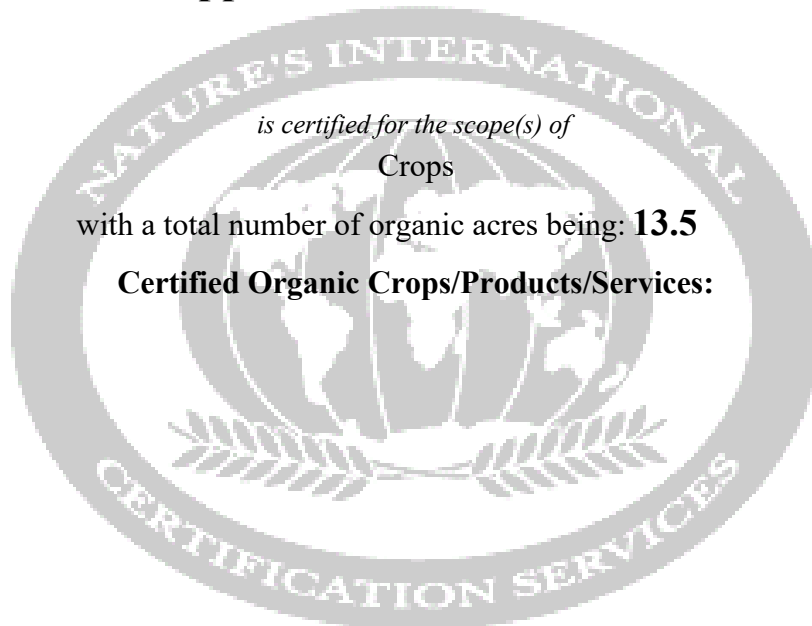 NATURE'S INTERNATIONAL
is certified for the scope(s) of
Crops
with a total number of organic acres being: 13.5
Certified Organic Crops/Products/Services:
CERTIFICATION SERVICES